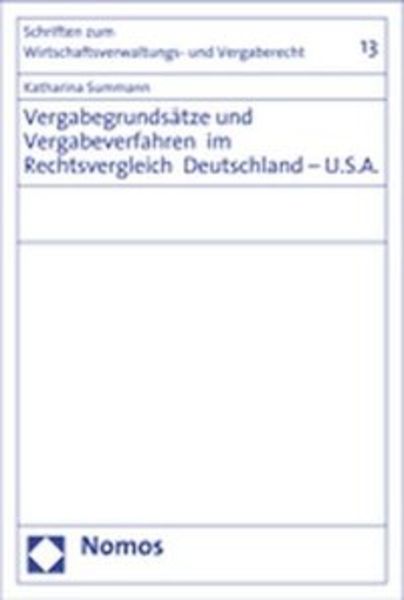 Schriften zum
Wirtschaftsverwaltungs- und Vergaberecht 13
Katharina Summann
Vergabegrundsätze und
Vergabeverfahren im
Rechtsvergleich Deutschland – U.S.A.
Nomos